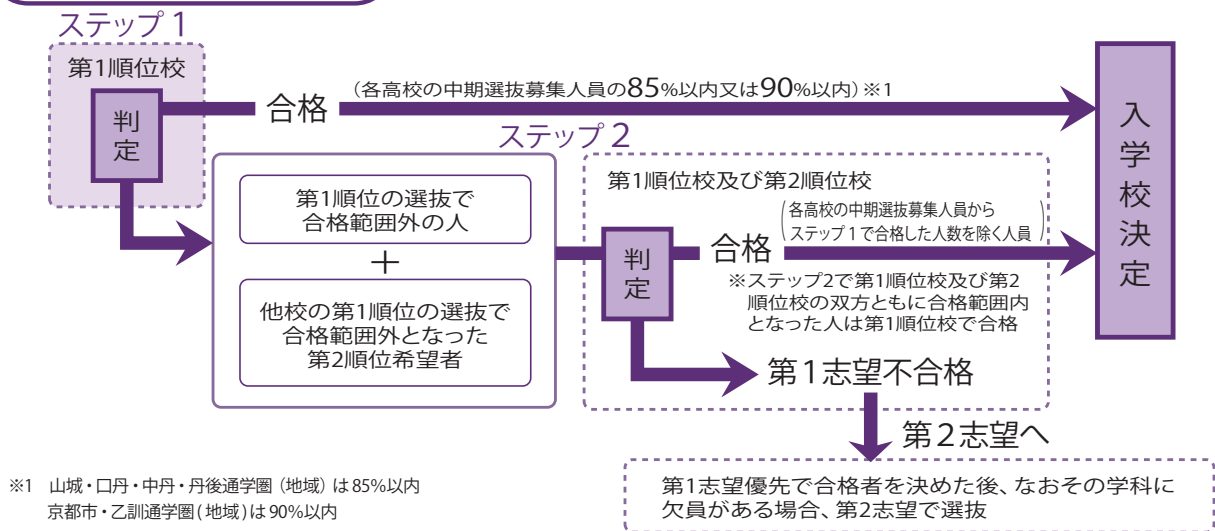 ステップ1
第1順位校
判定
合格
(各高校の中期選抜募集人員の85%以内又は90%以内)※1
入学校決定
ステップ2
第1順位の選抜で
合格範囲外の人
+
他校の第1順位の選抜で
合格範囲外となった
第2順位希望者
第1順位校及び第2順位校
判定
合格
(各高校の中期選抜募集人員から
ステップ1で合格した人数を除く人員)
※ステップ2で第1順位校及び第2
順位校の双方ともに合格範囲内
となった人は第1順位校で合格
第1志望不合格
第2志望へ
第1志望優先で合格者を決めた後、なおその学科に
欠員がある場合、第2志望で選抜
※1 山城・口丹・中丹・丹後通学圏(地域)は85%以内
京都市・乙訓通学圏(地域)は90%以内